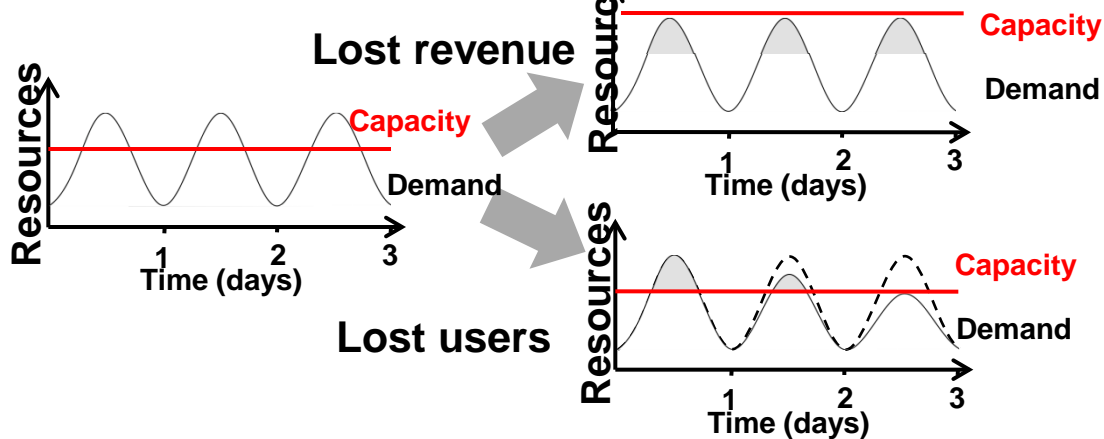 Lost revenue
Resources
Capacity
Demand
1
2
3
Time (days)
Resourc
Capacity
Demand
1
2
3
Time (days)
Lost users
Resources
Capacity
Demand
1
2
3
Time (days)